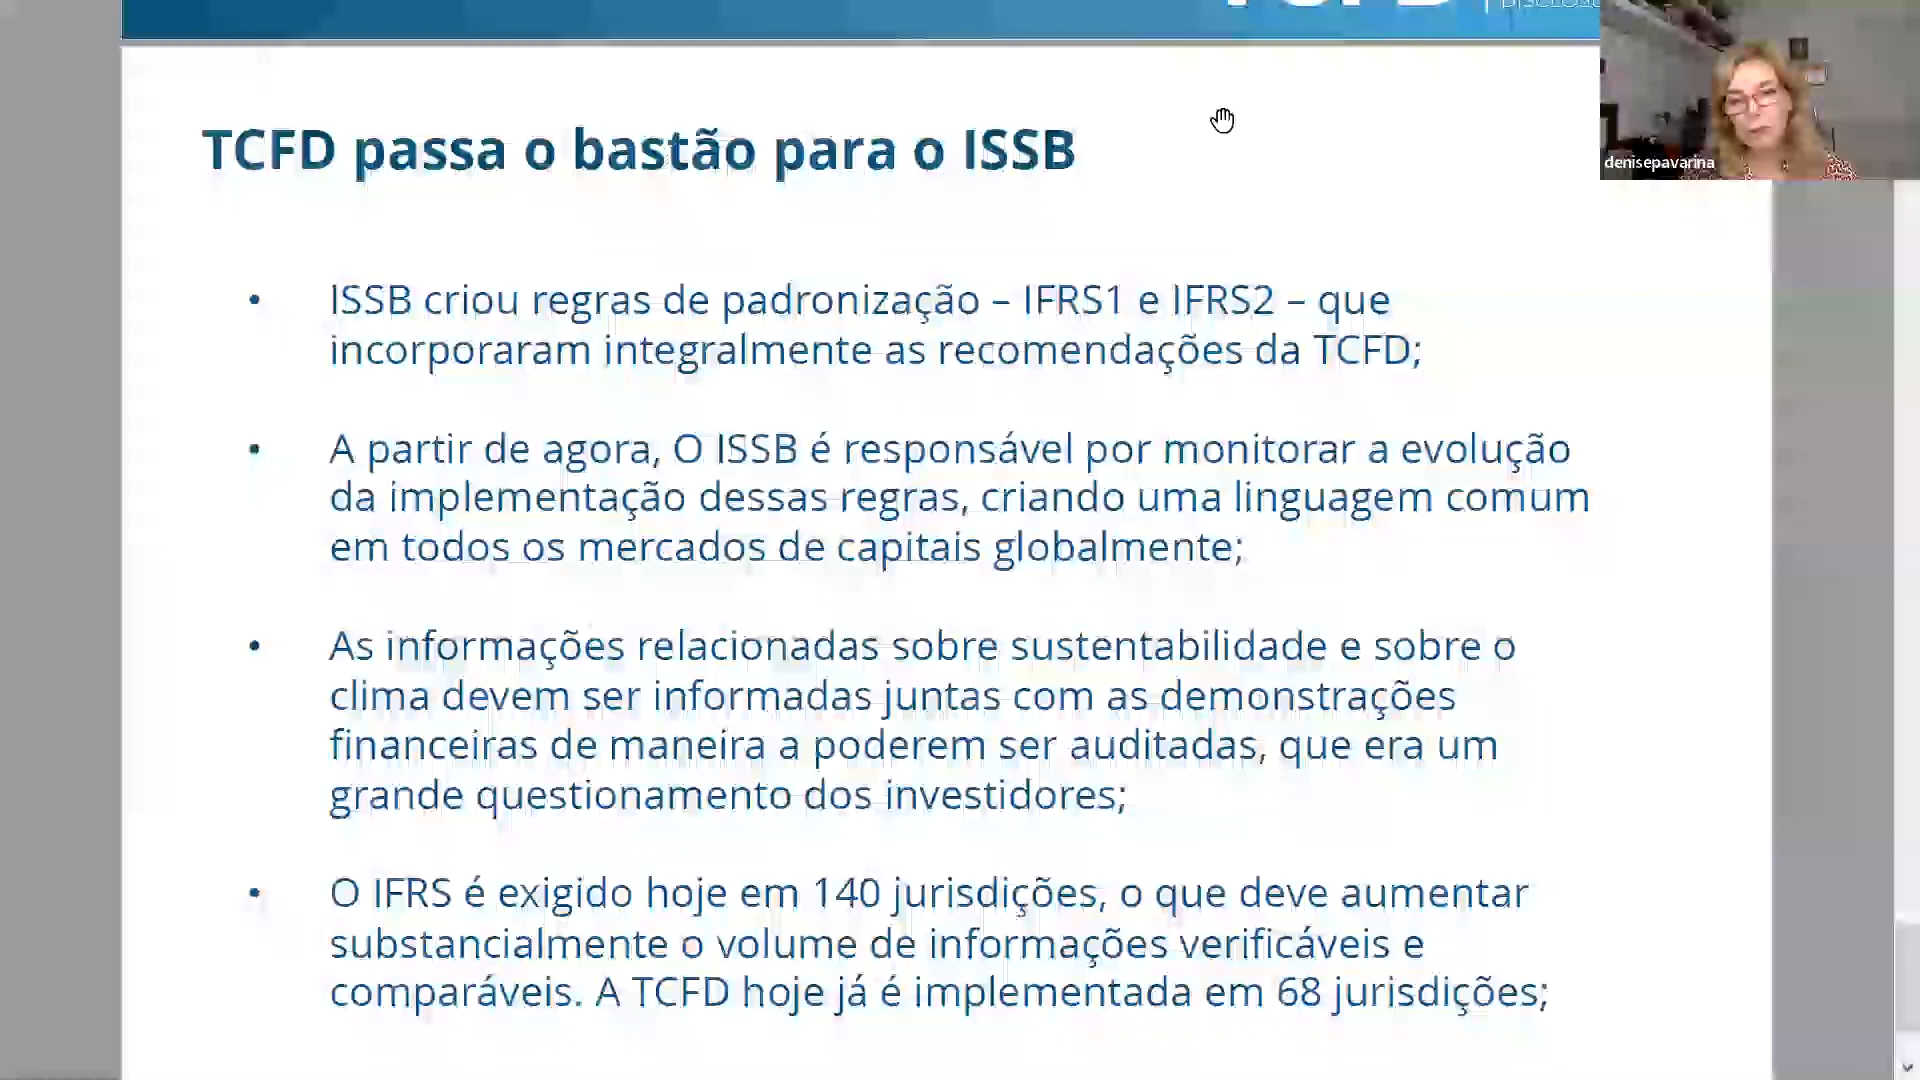 TCFD passa o bastão para o ISSB
denisepavarina
• ISSB criou regras de padronização – IFRS1 e IFRS2 – que
incorporaram integralmente as recomendações da TCFD;
• A partir de agora, O ISSB é responsável por monitorar a evolução
da implementação dessas regras, criando uma linguagem comum
em todos os mercados de capitais globalmente;
• As informações relacionadas sobre sustentabilidade e sobre o
clima devem ser informadas juntas com as demonstrações
financeiras de maneira a poderem ser auditadas, que era um
grande questionamento dos investidores;
• O IFRS é exigido hoje em 140 jurisdições, o que deve aumentar
substancialmente o volume de informações verificáveis e
comparáveis. A TCFD hoje já é implementada em 68 jurisdições;